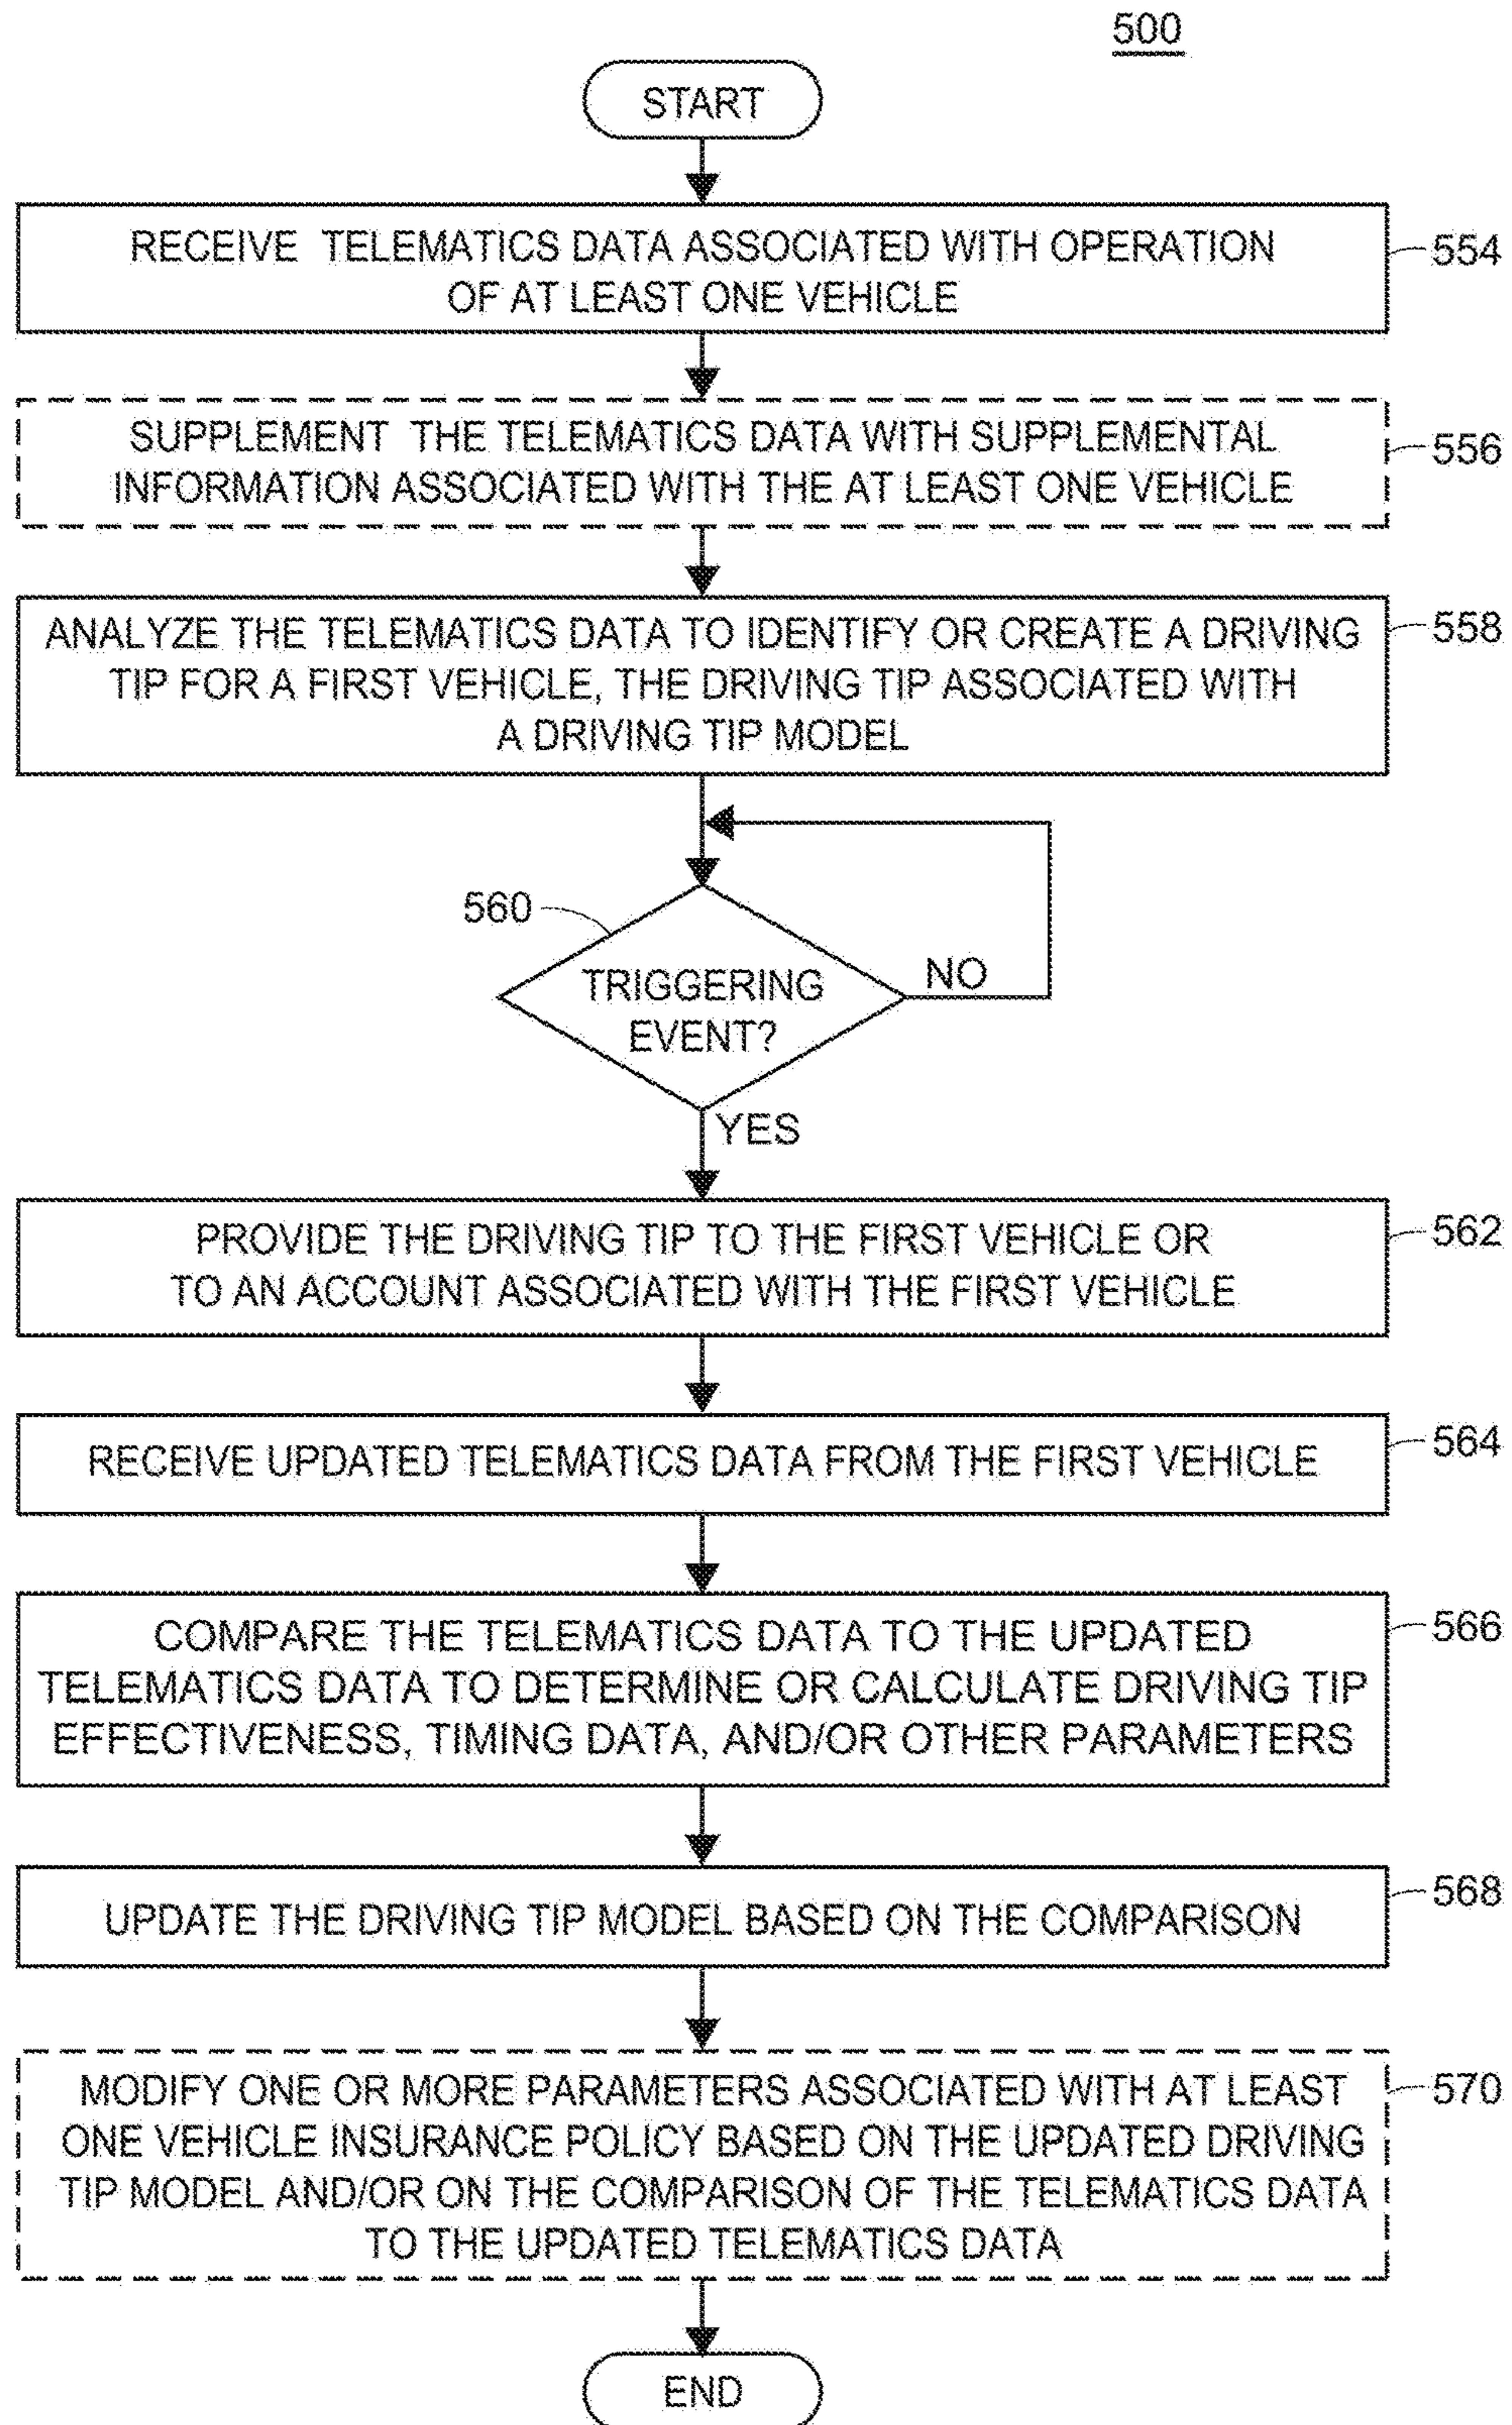 500
START
RECEIVE TELEMATICS DATA ASSOCIATED WITH OPERATION
OF AT LEAST ONE VEHICLE
554
SUPPLEMENT THE TELEMATICS DATA WITH SUPPLEMENTAL
INFORMATION ASSOCIATED WITH THE AT LEAST ONE VEHICLE
556
ANALYZE THE TELEMATICS DATA TO IDENTIFY OR CREATE A DRIVING
TIP FOR A FIRST VEHICLE, THE DRIVING TIP ASSOCIATED WITH
A DRIVING TIP MODEL
558
560
TRIGGERING
EVENT?
NO
YES
PROVIDE THE DRIVING TIP TO THE FIRST VEHICLE OR
TO AN ACCOUNT ASSOCIATED WITH THE FIRST VEHICLE
562
RECEIVE UPDATED TELEMATICS DATA FROM THE FIRST VEHICLE
564
COMPARE THE TELEMATICS DATA TO THE UPDATED
TELEMATICS DATA TO DETERMINE OR CALCULATE DRIVING TIP
EFFECTIVENESS, TIMING DATA, AND/OR OTHER PARAMETERS
566
UPDATE THE DRIVING TIP MODEL BASED ON THE COMPARISON
568
MODIFY ONE OR MORE PARAMETERS ASSOCIATED WITH AT LEAST
ONE VEHICLE INSURANCE POLICY BASED ON THE UPDATED DRIVING
TIP MODEL AND/OR ON THE COMPARISON OF THE TELEMATICS DATA
TO THE UPDATED TELEMATICS DATA
570
END